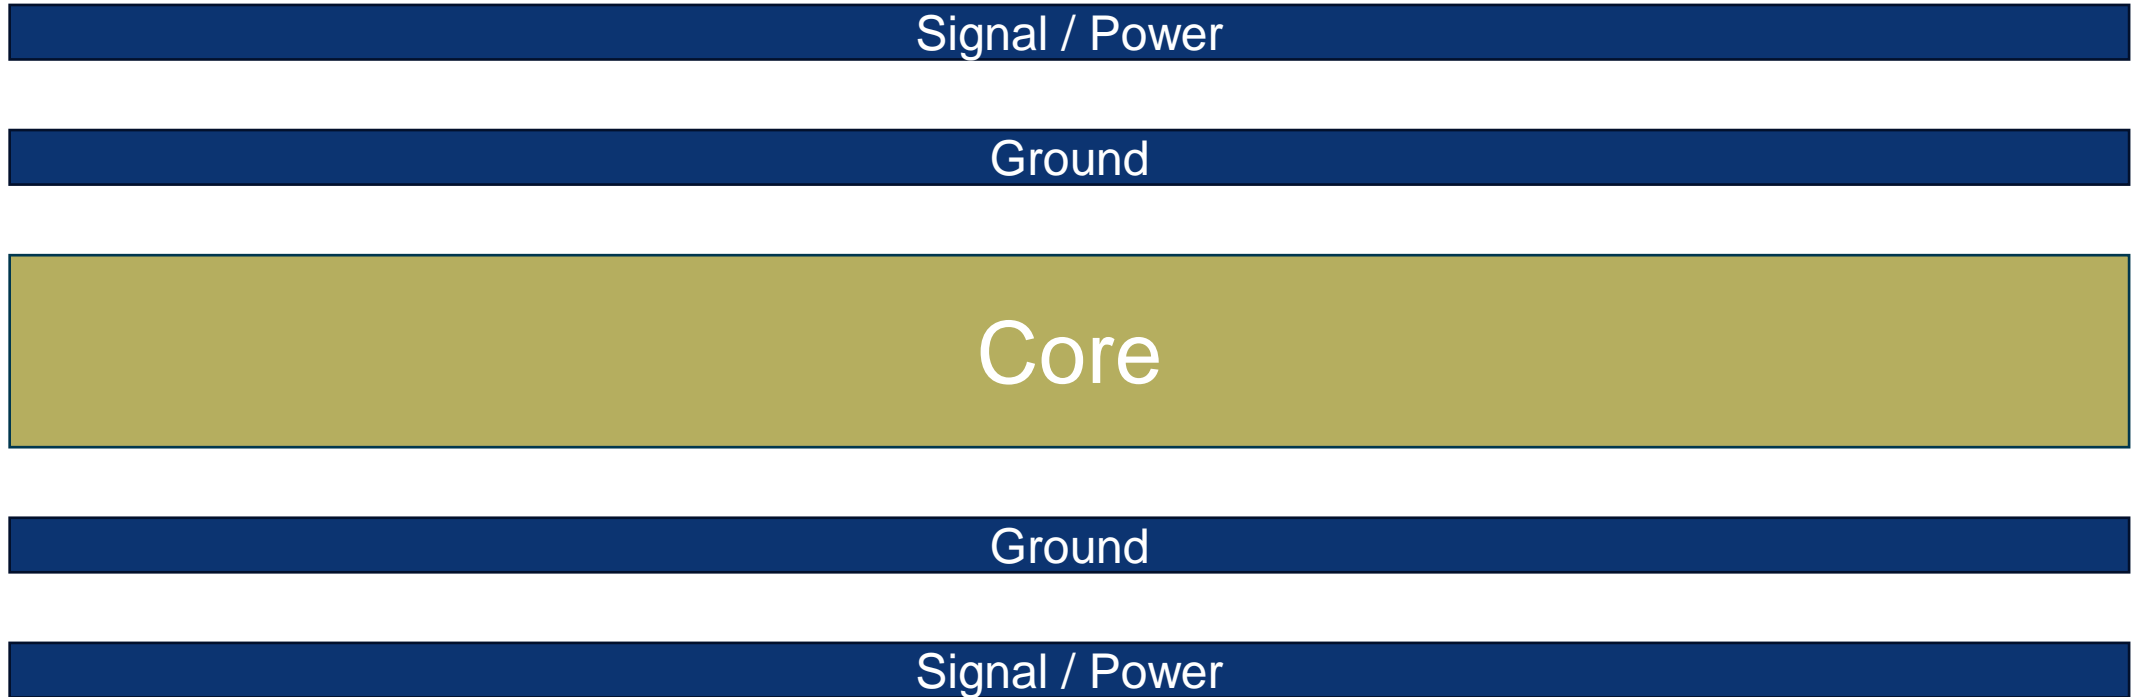 Signal / Power
Ground
Core
Ground
Signal / Power